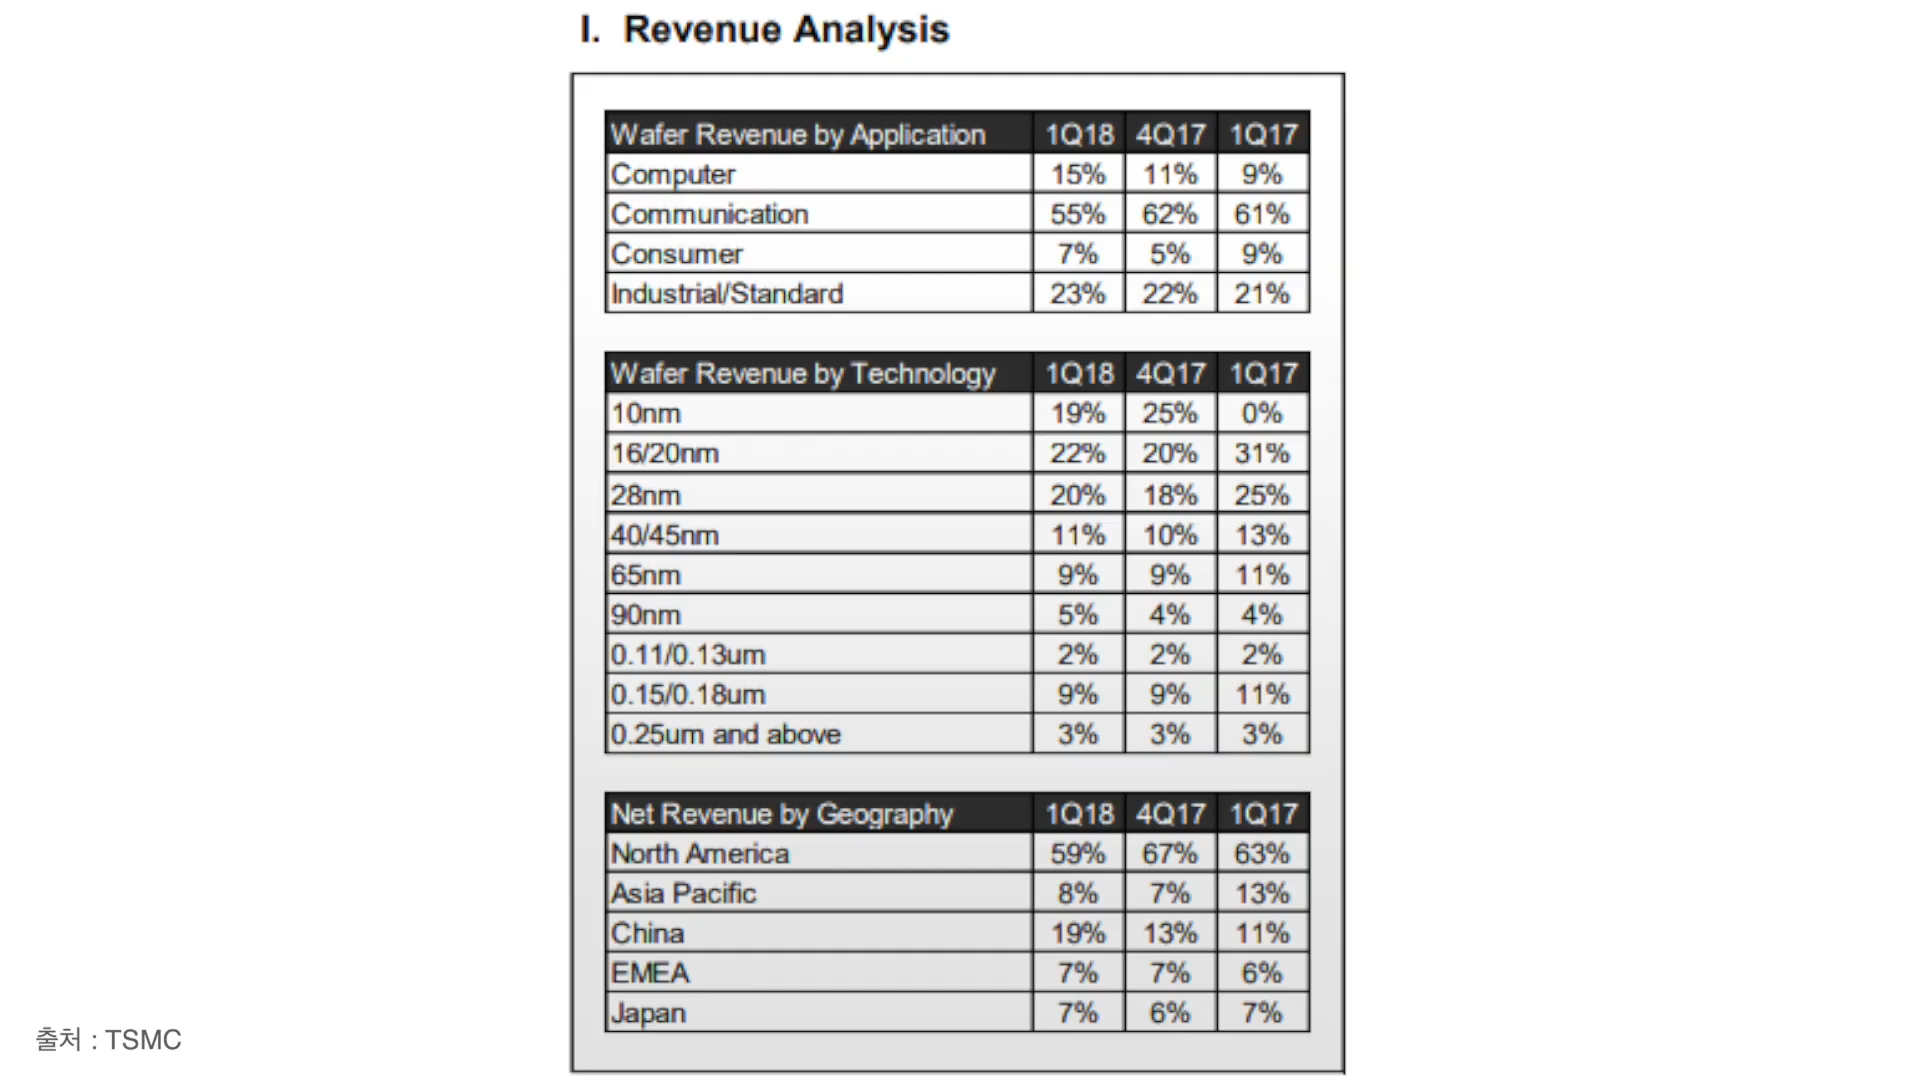 I. Revenue Analysis
Wafer Revenue by Application 1Q18 4Q17 1Q17
Computer 15% 11% 9%
Communication 55% 62% 61%
Consumer 7% 5% 9%
Industrial/Standard 23% 22% 21%
Wafer Revenue by Technology 1Q18 4Q17 1Q17
10nm 19% 25% 0%
16/20nm 22% 20% 31%
28nm 20% 18% 25%
40/45nm 11% 10% 13%
65nm 9% 9% 11%
90nm 5% 4% 4%
0.11/0.13um 2% 2% 2%
0.15/0.18um 9% 9% 11%
0.25um and above 3% 3% 3%
Net Revenue by Geography 1Q18 4Q17 1Q17
North America 59% 67% 63%
Asia Pacific 8% 7% 13%
China 19% 13% 11%
EMEA 7% 7% 6%
Japan 7% 6% 7%
출처 : TSMC